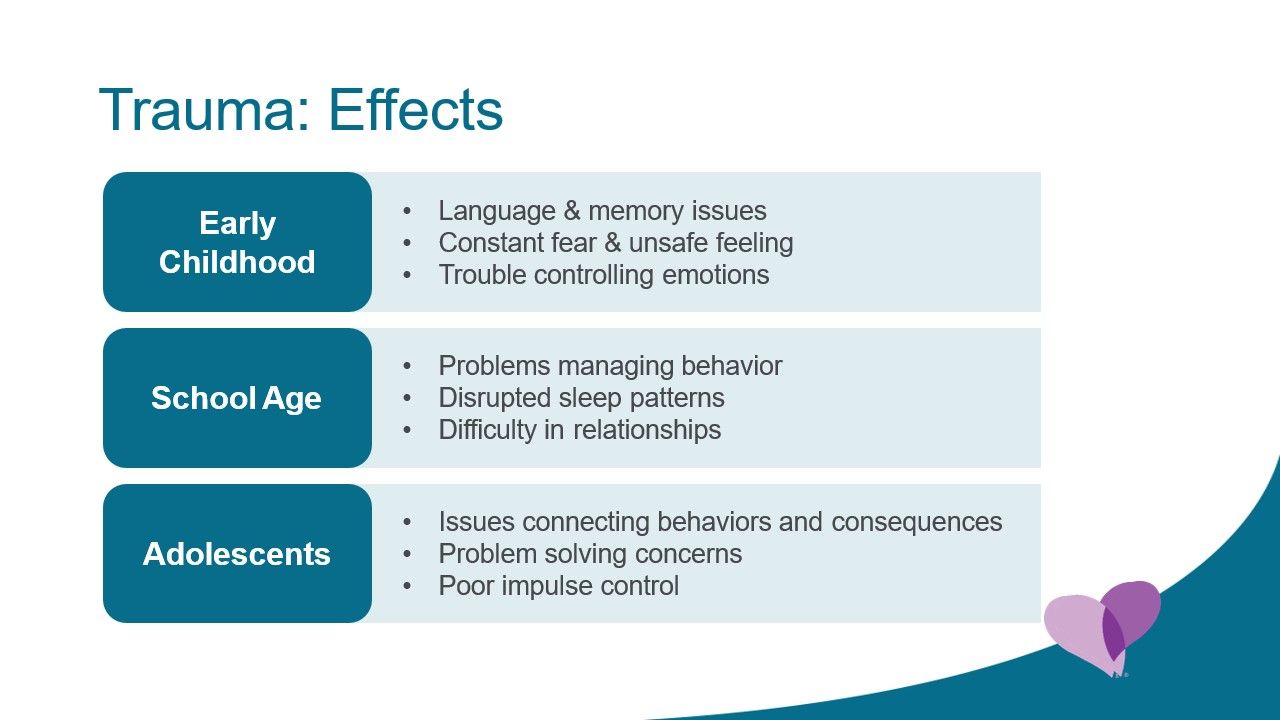 Trauma: Effects
Early
Childhood
• Language & memory issues
• Constant fear & unsafe feeling
• Trouble controlling emotions
School Age
• Problems managing behavior
• Disrupted sleep patterns
• Difficulty in relationships
Adolescents
• Issues connecting behaviors and consequences
• Problem solving concerns
• Poor impulse control